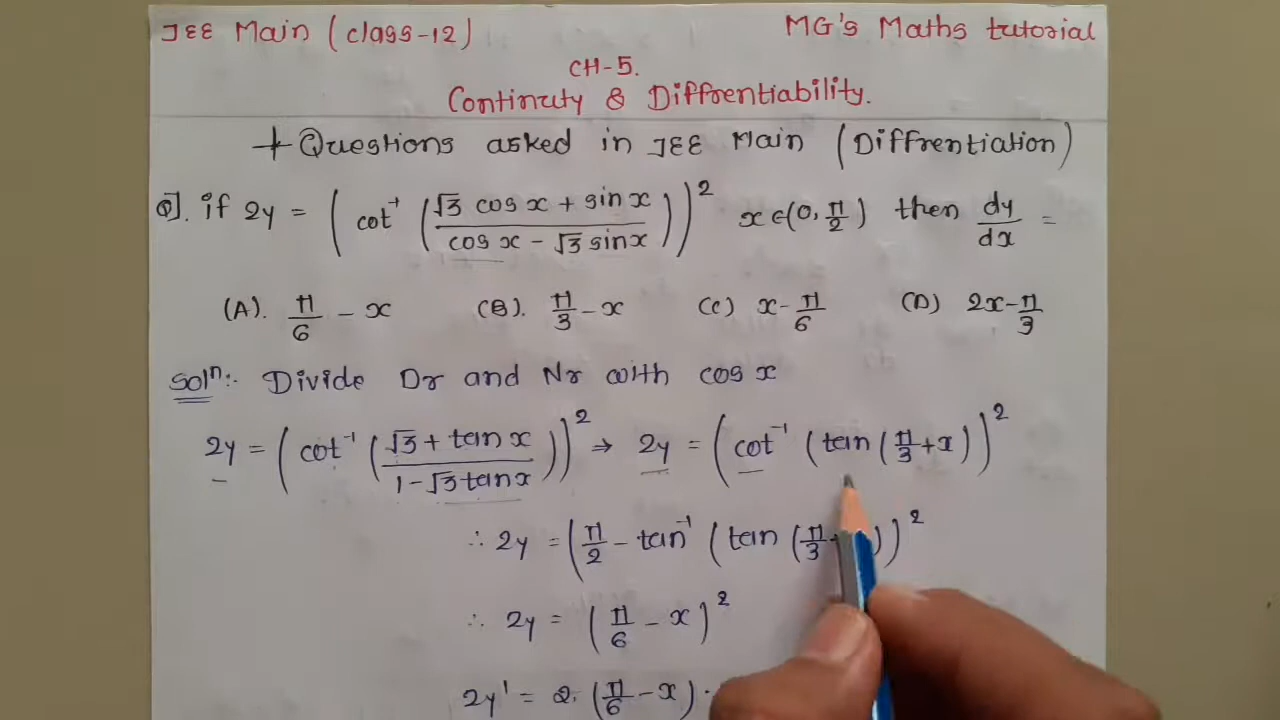 JEE Main (class-12) MG's Maths tutorial
CH-5.
Continuty & Diffrentiability.
+ Questions asked in JEE Main (Diffrentiation)
Q]. if 2y = (cot⁻¹ (√3 cos x + sin x / cos x - √3 sin x))² x ∈ (0, π/2) then dy/dx =
(A). π/6 - x (B). π/3 - x (C) x - π/6 (D) 2x - π/3
Solⁿ:- Divide Dr and Nr with cos x
2y = (cot⁻¹ (√3 + tan x / 1 - √3 tan x))² ⇒ 2y = (cot⁻¹ (tan (π/3 + x)))²
∴ 2y = (π/2 - tan⁻¹ (tan (π/3 ))²
∴ 2y = (π/6 - x)²
2y' = 2. (π/6 - x) .